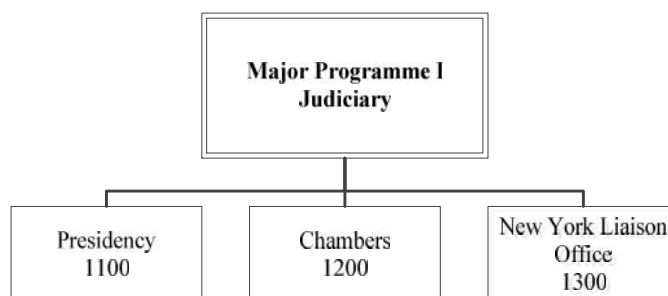 Major Programme I
Judiciary
Presidency
1100
Chambers
1200
New York Liaison
Office
1300